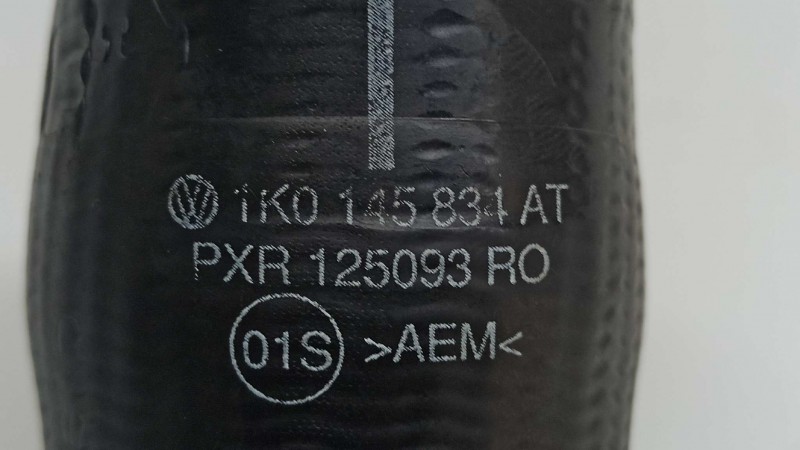 1K0 145 834 AT
PXR 125093 RO
01S >AEM<